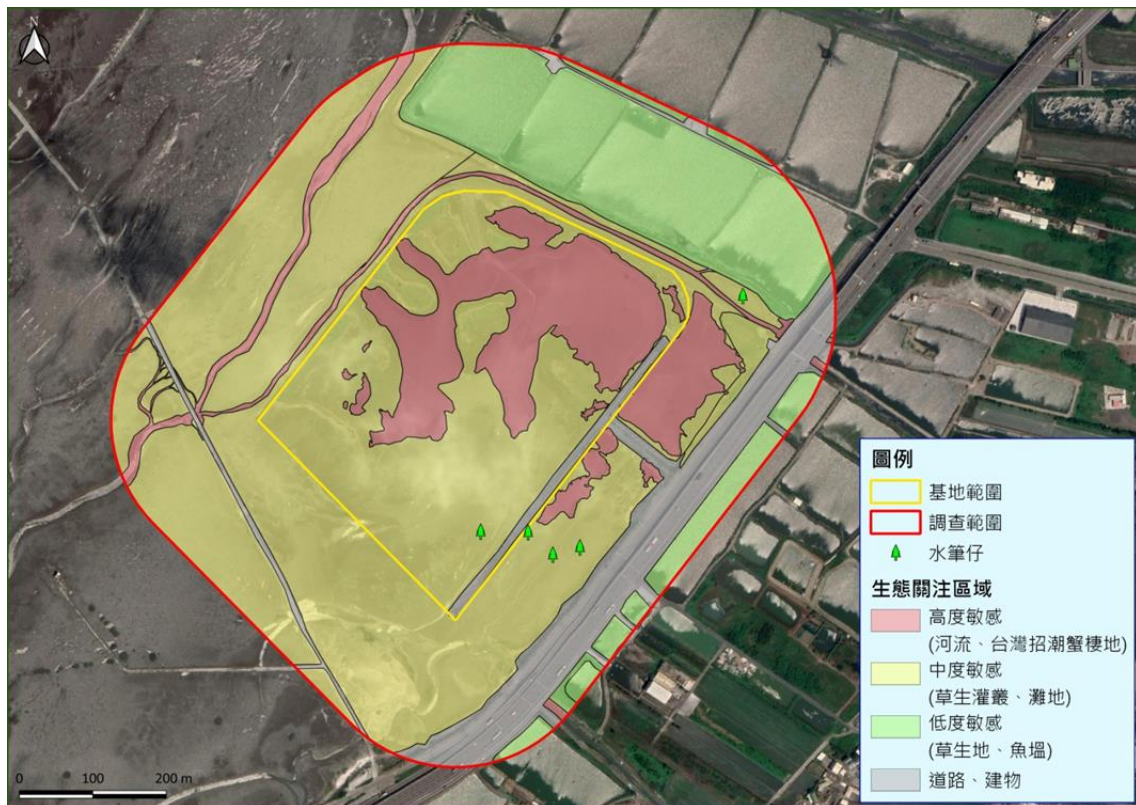 N
圖例
基地範圍
調查範圍
水筆仔
生態關注區域
高度敏感
(河流、台灣招潮蟹棲地)
中度敏感
(草生灌叢、灘地)
低度敏感
(草生地、魚塭)
道路、建物
0 100 200 m